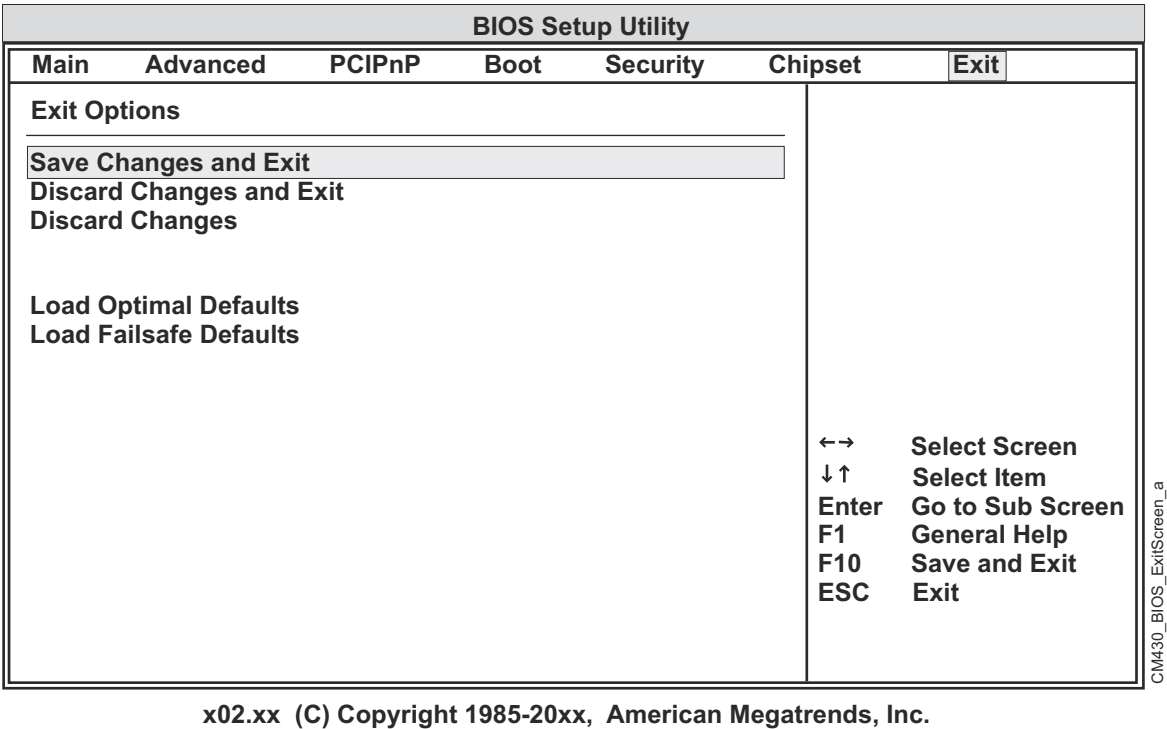 BIOS Setup Utility
Main Advanced PCIPnP Boot Security Chipset Exit
Exit Options
Save Changes and Exit
Discard Changes and Exit
Discard Changes
Load Optimal Defaults
Load Failsafe Defaults
←→ Select Screen
↓↑ Select Item
Enter Go to Sub Screen
F1 General Help
F10 Save and Exit
ESC Exit
CM430_BIOS_ExitScreen_a
x02.xx (C) Copyright 1985-20xx, American Megatrends, Inc.